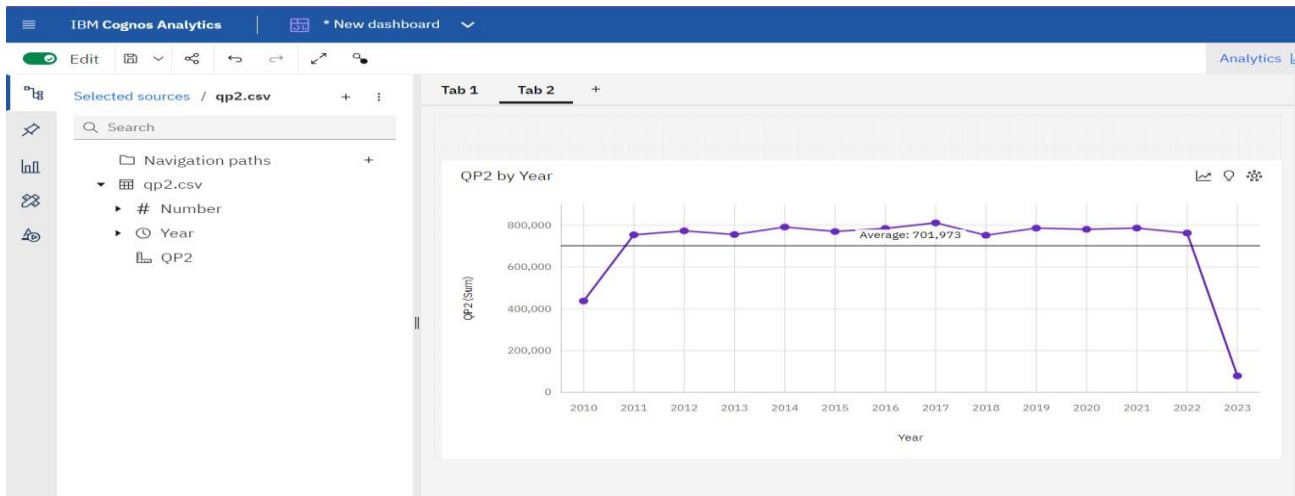 IBM Cognos Analytics
* New dashboard
Edit
Analytics
Selected sources / qp2.csv
Search
Navigation paths
qp2.csv
# Number
Year
QP2
Tab 1 Tab 2 +
QP2 by Year
QP2 (Sum)
800,000
600,000
400,000
200,000
0
Average: 701,973
2010 2011 2012 2013 2014 2015 2016 2017 2018 2019 2020 2021 2022 2023
Year